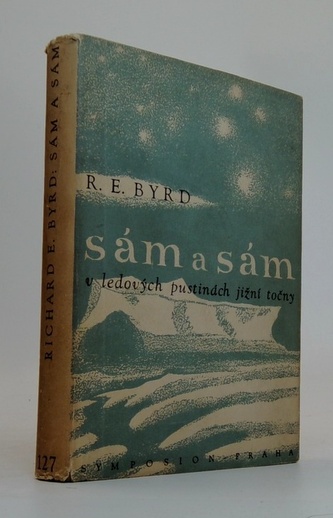 RICHARD E. BYRD: SÁM A SÁM
127
R. E. BYRD
sám a sám
v ledových pustinách jižní točny
SYMPOSION - PRAHA